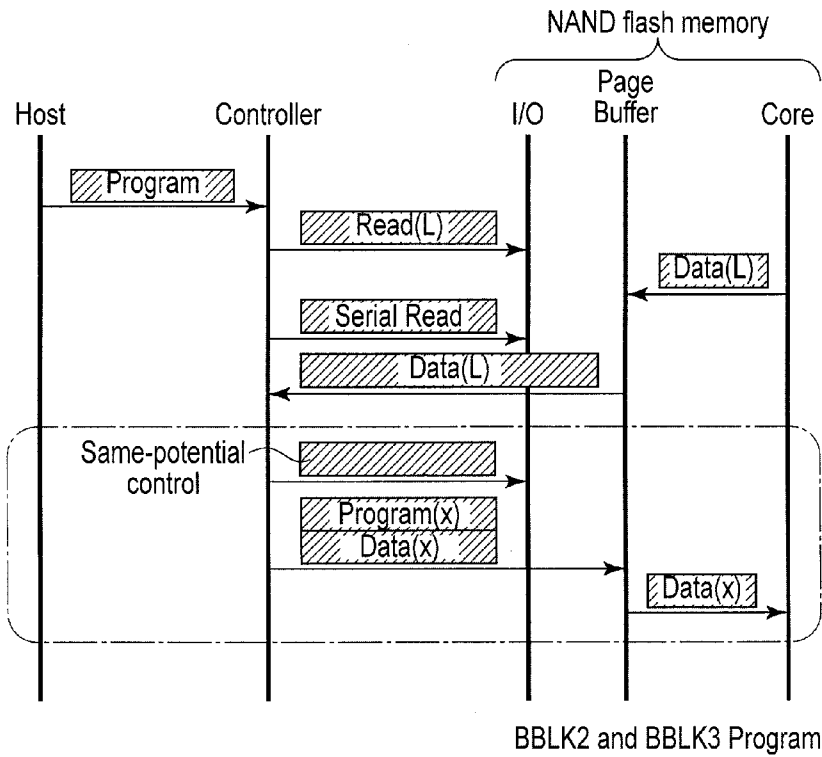 NAND flash memory
Host
Controller
I/O
Page
Buffer
Core
Program
Read(L)
Data(L)
Serial Read
Data(L)
Same-potential
control
Program(x)
Data(x)
Data(x)
BBLK2 and BBLK3 Program